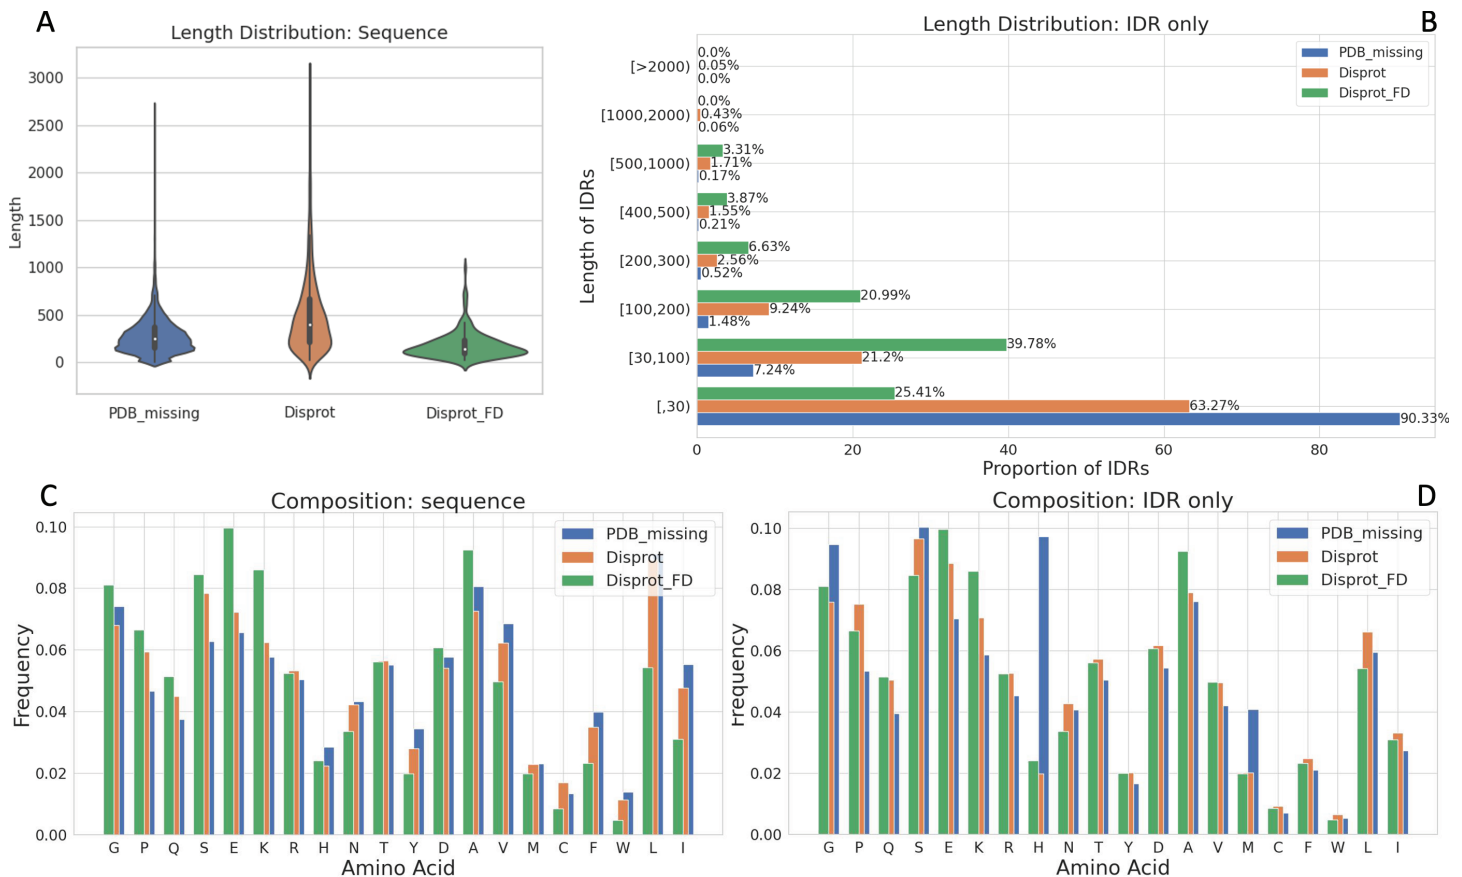 A
Length Distribution: Sequence
Length
3000
2500
2000
1500
1000
500
0
PDB_missing Disprot Disprot_FD
B
Length Distribution: IDR only
PDB_missing
Disprot
Disprot_FD
Length of IDRs
[>2000) 0.0% 0.05% 0.0%
[1000,2000) 0.0% 0.43% 0.06%
[500,1000) 3.31% 1.71% 0.17%
[400,500) 3.87% 1.55% 0.21%
[200,300) 6.63% 2.56% 0.52%
[100,200) 20.99% 9.24% 1.48%
[30,100) 39.78% 21.2% 7.24%
[,30) 25.41% 63.27% 90.33%
0 20 40 60 80
Proportion of IDRs
C
Composition: sequence
PDB_missing
Disprot
Disprot_FD
Frequency
0.10
0.08
0.06
0.04
0.02
0.00
G P Q S E K R H N T Y D A V M C F W L I
Amino Acid
D
Composition: IDR only
PDB_missing
Disprot
Disprot_FD
Frequency
0.10
0.08
0.06
0.04
0.02
0.00
G P Q S E K R H N T Y D A V M C F W L I
Amino Acid